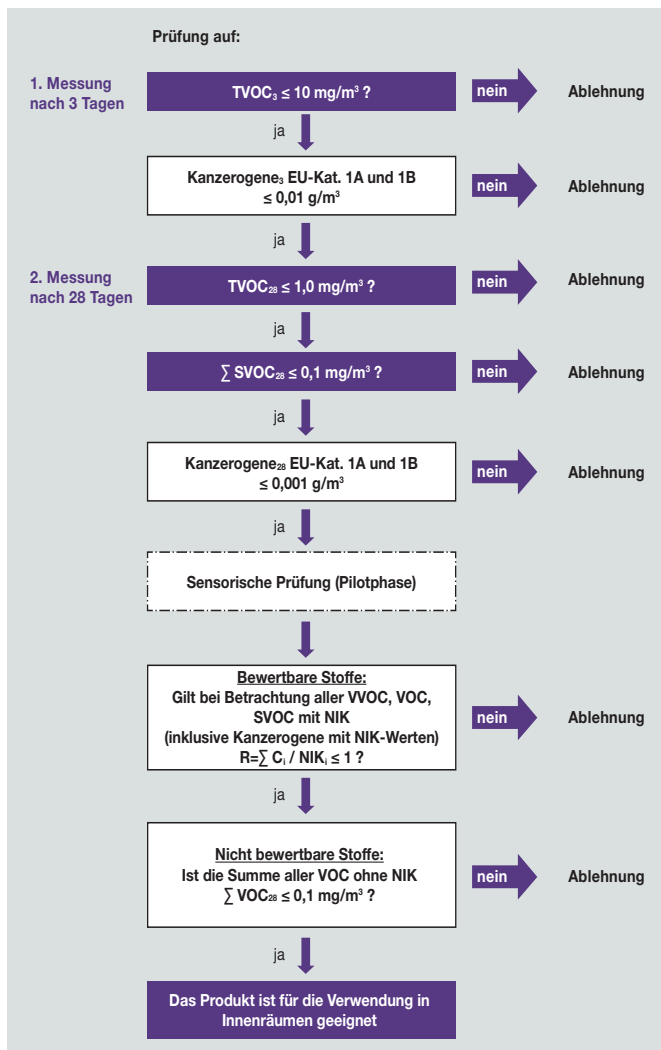 Prüfung auf:
1. Messung
nach 3 Tagen
TVOC₃ ≤ 10 mg/m³ ?
nein
Ablehnung
ja
Kanzerogene₃ EU-Kat. 1A und 1B
≤ 0,01 g/m³
nein
Ablehnung
ja
2. Messung
nach 28 Tagen
TVOC₂₈ ≤ 1,0 mg/m³ ?
nein
Ablehnung
ja
∑ SVOC₂₈ ≤ 0,1 mg/m³ ?
nein
Ablehnung
ja
Kanzerogene₂₈ EU-Kat. 1A und 1B
≤ 0,001 g/m³
nein
Ablehnung
ja
Sensorische Prüfung (Pilotphase)
Bewertbare Stoffe:
Gilt bei Betrachtung aller VVOC, VOC,
SVOC mit NIK
(inklusive Kanzerogene mit NIK-Werten)
R=∑ Cᵢ / NIKᵢ ≤ 1 ?
nein
Ablehnung
ja
Nicht bewertbare Stoffe:
Ist die Summe aller VOC ohne NIK
∑ VOC₂₈ ≤ 0,1 mg/m³ ?
nein
Ablehnung
ja
Das Produkt ist für die Verwendung in
Innenräumen geeignet